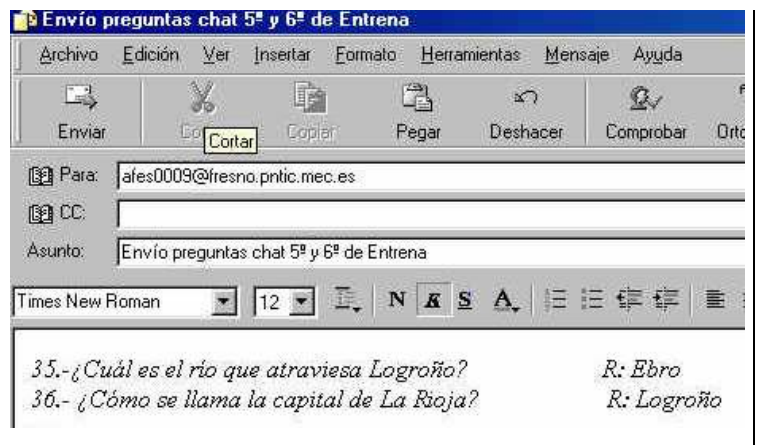 Envío preguntas chat 5º y 6º de Entrena
Archivo Edición Ver Insertar Formato Herramientas Mensaje Ayuda
Enviar Cortar Copiar Pegar Deshacer Comprobar Orto
Cortar
Para: afes0009@fresno.pntic.mec.es
CC:
Asunto: Envío preguntas chat 5º y 6º de Entrena
Times New Roman 12 N K S A
35.-¿Cuál es el río que atraviesa Logroño? R: Ebro
36.- ¿Cómo se llama la capital de La Rioja? R: Logroño